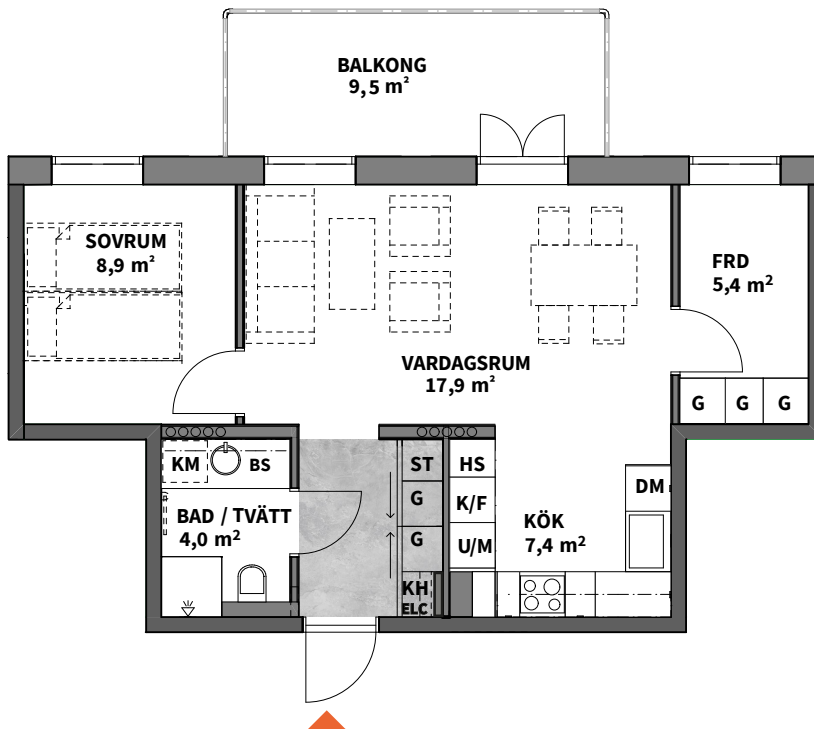 BALKONG
9,5 m²
SOVRUM
8,9 m²
FRD
5,4 m²
VARDAGSRUM
17,9 m²
G G G
KM BS
ST HS
G K/F
DM
BAD / TVÄTT
4,0 m²
KÖK
7,4 m²
G U/M
KH
ELC